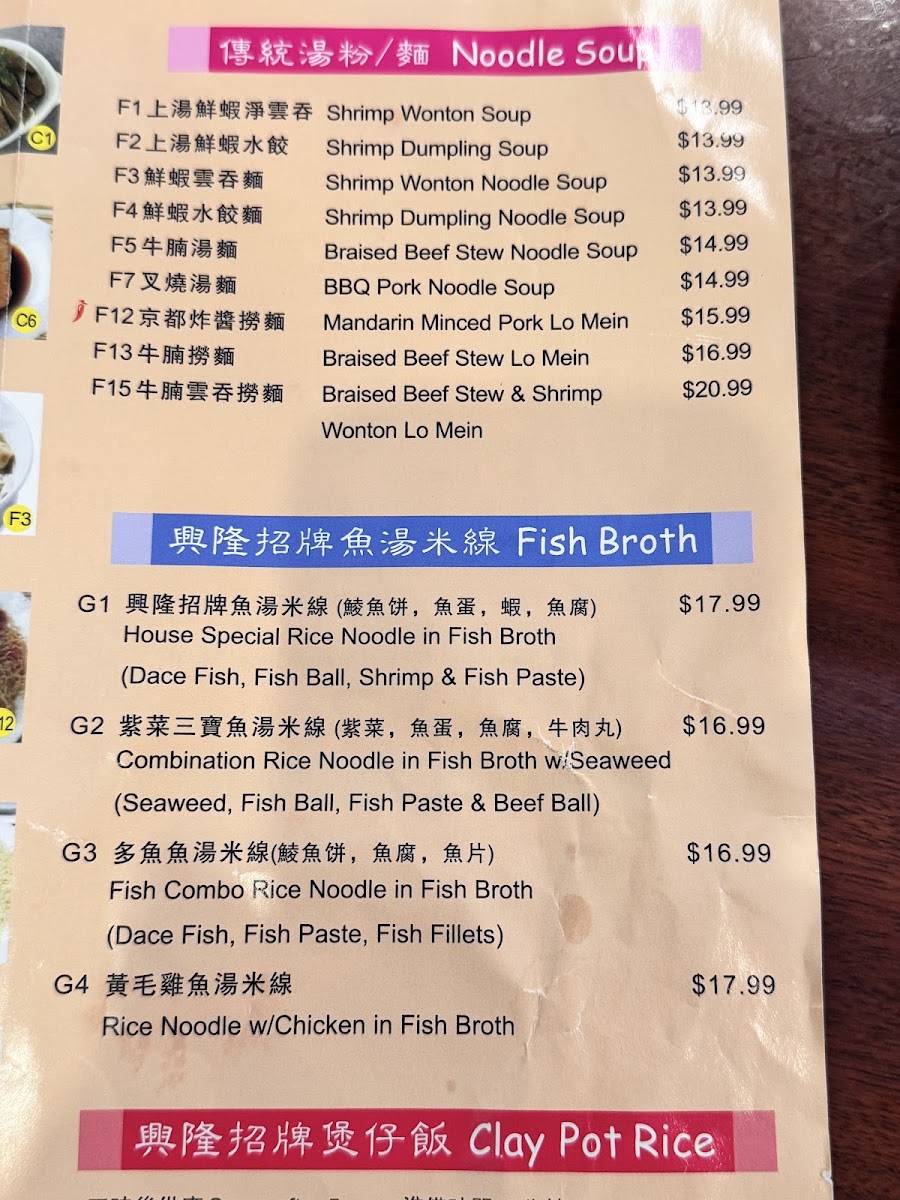 傳統湯粉/麵 Noodle Soup
F1 上湯鮮蝦淨雲吞 Shrimp Wonton Soup $13.99
F2 上湯鮮蝦水餃 Shrimp Dumpling Soup $13.99
F3 鮮蝦雲吞麵 Shrimp Wonton Noodle Soup $13.99
F4 鮮蝦水餃麵 Shrimp Dumpling Noodle Soup $13.99
F5 牛腩湯麵 Braised Beef Stew Noodle Soup $14.99
F7 叉燒湯麵 BBQ Pork Noodle Soup $14.99
F12 京都炸醬撈麵 Mandarin Minced Pork Lo Mein $15.99
F13 牛腩撈麵 Braised Beef Stew Lo Mein $16.99
F15 牛腩雲吞撈麵 Braised Beef Stew & Shrimp $20.99
Wonton Lo Mein
興隆招牌魚湯米線 Fish Broth
G1 興隆招牌魚湯米線 (鯪魚饼，魚蛋，蝦，魚腐) $17.99
House Special Rice Noodle in Fish Broth
(Dace Fish, Fish Ball, Shrimp & Fish Paste)
G2 紫菜三寶魚湯米線 (紫菜，魚蛋，魚腐，牛肉丸) $16.99
Combination Rice Noodle in Fish Broth w/Seaweed
(Seaweed, Fish Ball, Fish Paste & Beef Ball)
G3 多魚魚湯米線(鯪魚饼，魚腐，魚片) $16.99
Fish Combo Rice Noodle in Fish Broth
(Dace Fish, Fish Paste, Fish Fillets)
G4 黃毛雞魚湯米線 $17.99
Rice Noodle w/Chicken in Fish Broth
興隆招牌煲仔飯 Clay Pot Rice
C1
C6
F3
12